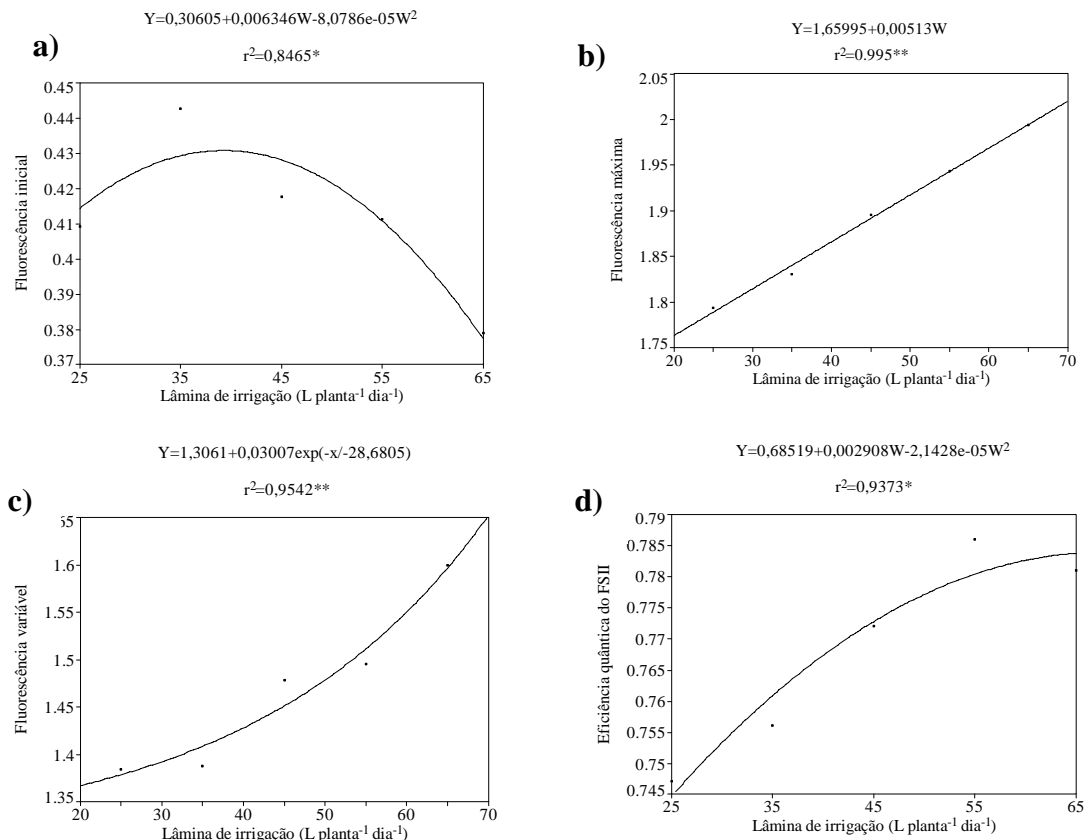 Y=0,30605+0,006346W-8,0786e-05W²
r²=0,8465*
a)
0.45
0.44
0.43
0.42
0.41
0.4
0.39
0.38
0.37
25 35 45 55 65
Fluorescência inicial
Lâmina de irrigação (L planta⁻¹ dia⁻¹)
Y=1,65995+0,00513W
r²=0.995**
b)
2.05
2
1.95
1.9
1.85
1.8
1.75
20 30 40 50 60 70
Fluorescência máxima
Lâmina de irrigação (L planta⁻¹ dia⁻¹)
Y=1,3061+0,03007exp(-x/-28,6805)
r²=0,9542**
c)
55
1.6
1.55
1.5
1.45
1.4
1.35
20 30 40 50 60 70
Fluorescência variável
Lâmina de irrigação (L planta⁻¹ dia⁻¹)
Y=0,68519+0,002908W-2,1428e-05W²
r²=0,9373*
d)
0.79
0.785
0.78
0.775
0.77
0.765
0.76
0.755
0.75
0.745
25 35 45 55 65
Eficiência quântica do FSII
Lâmina de irrigação (L planta⁻¹ dia⁻¹)